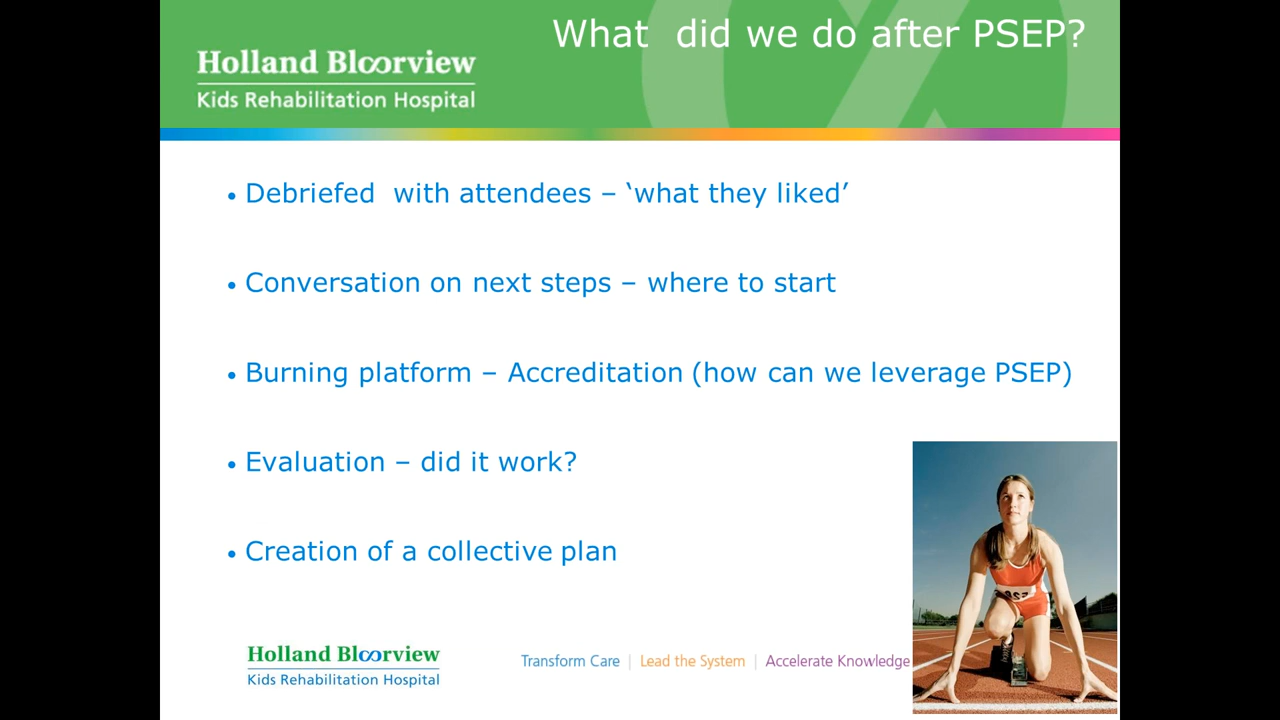 What  did we do after PSEP?
Holland Bloorview
Kids Rehabilitation Hospital
• Debriefed  with attendees – ‘what they liked’
• Conversation on next steps – where to start
• Burning platform – Accreditation (how can we leverage PSEP)
• Evaluation – did it work?
• Creation of a collective plan
Holland Bloorview
Kids Rehabilitation Hospital
Transform Care | Lead the System | Accelerate Knowledge